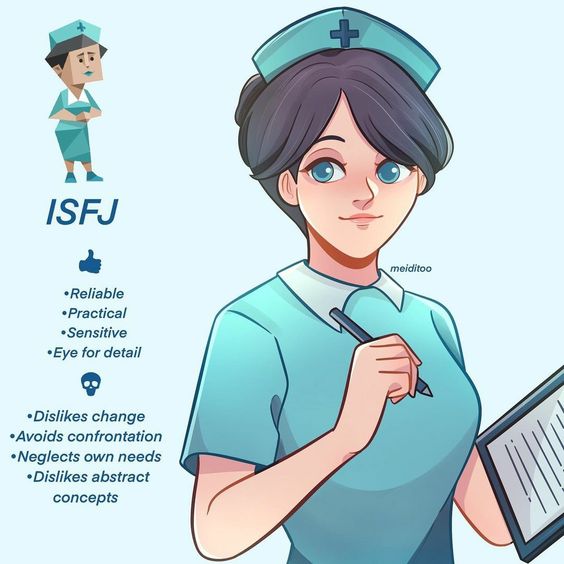 ISFJ
•Reliable
•Practical
•Sensitive
•Eye for detail
•Dislikes change
•Avoids confrontation
•Neglects own needs
•Dislikes abstract
concepts
meiditoo